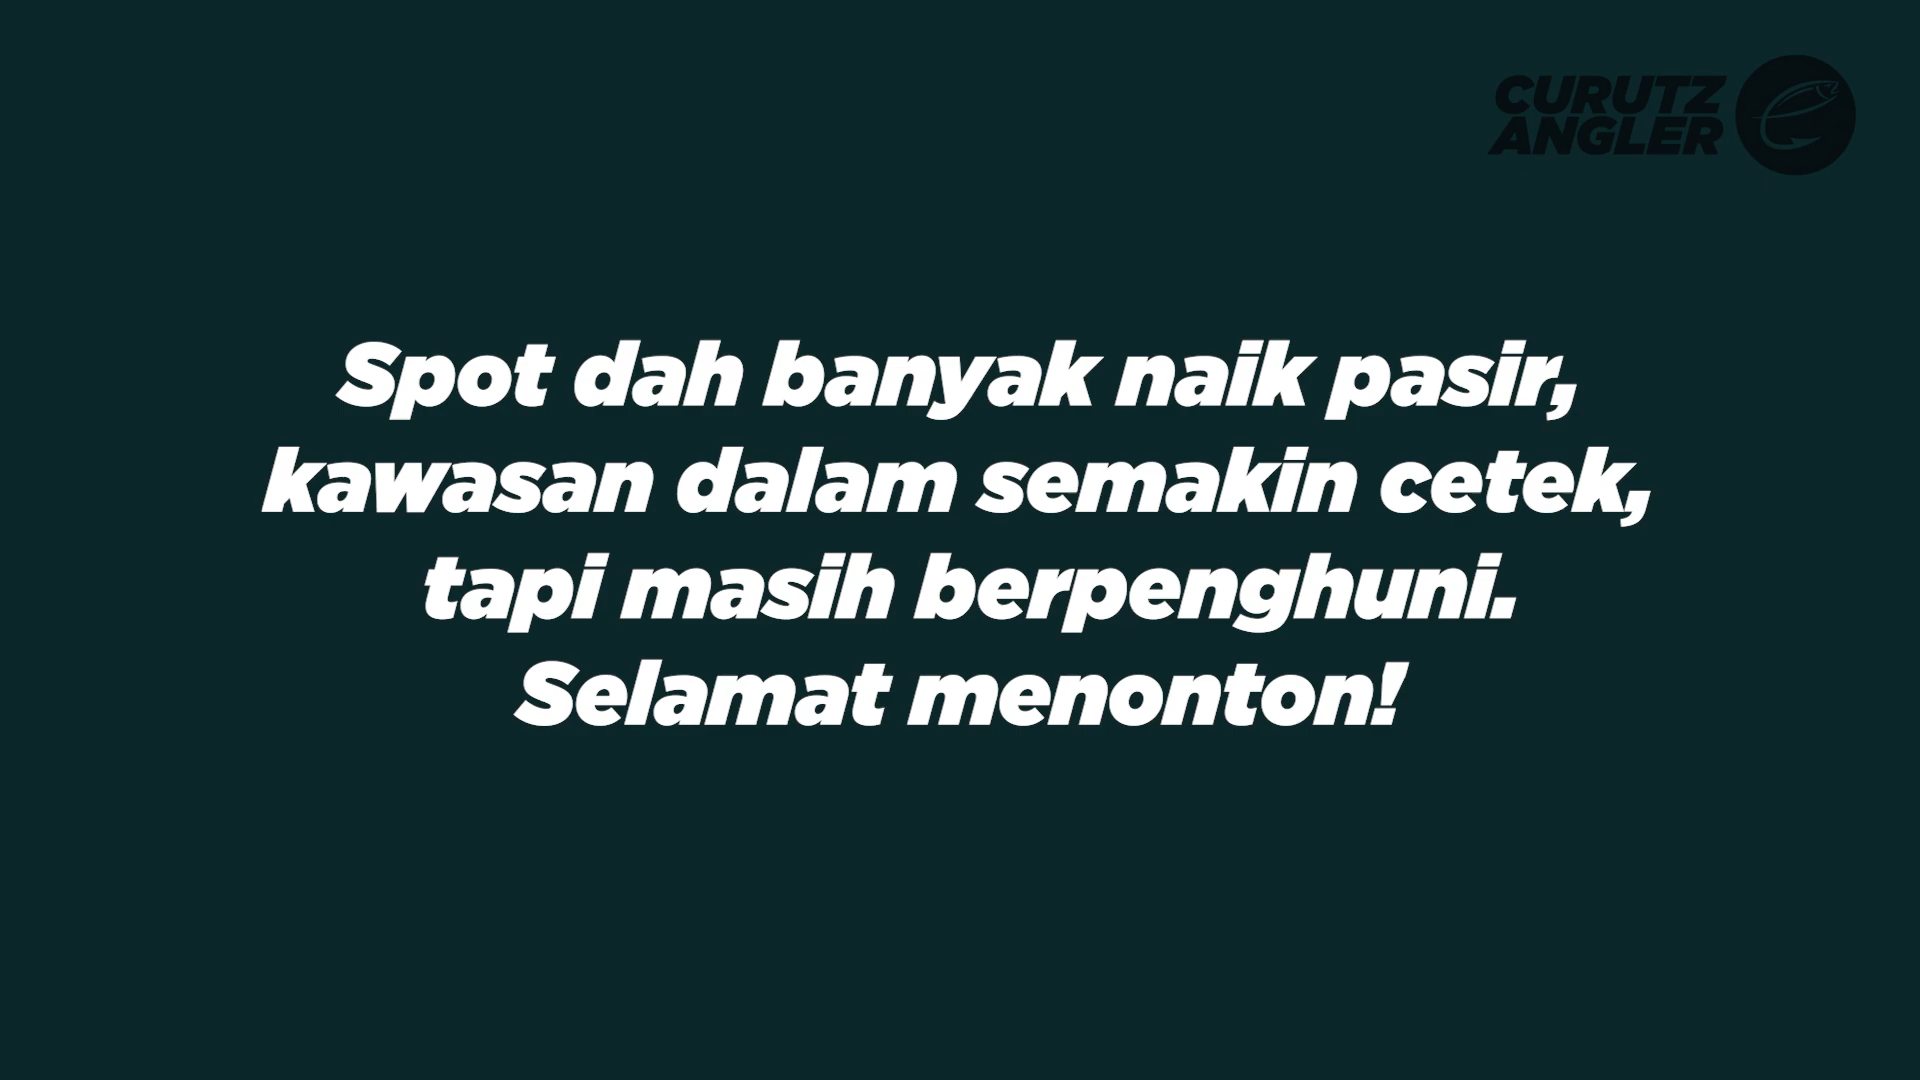 CURUTZ
ANGLER
Spot dah banyak naik pasir,
kawasan dalam semakin cetek,
tapi masih berpenghuni.
Selamat menonton!